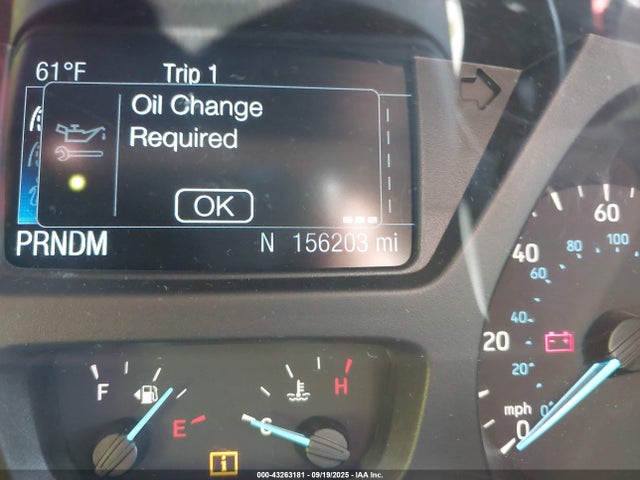 61°F Trip 1
Oil Change
Required
OK
PRNDM N 156203 mi
60
40 80 100
60
40
20
20
mph 0
0
F H
E C
i
000-43263181 - 09/19/2025 - IAA Inc.